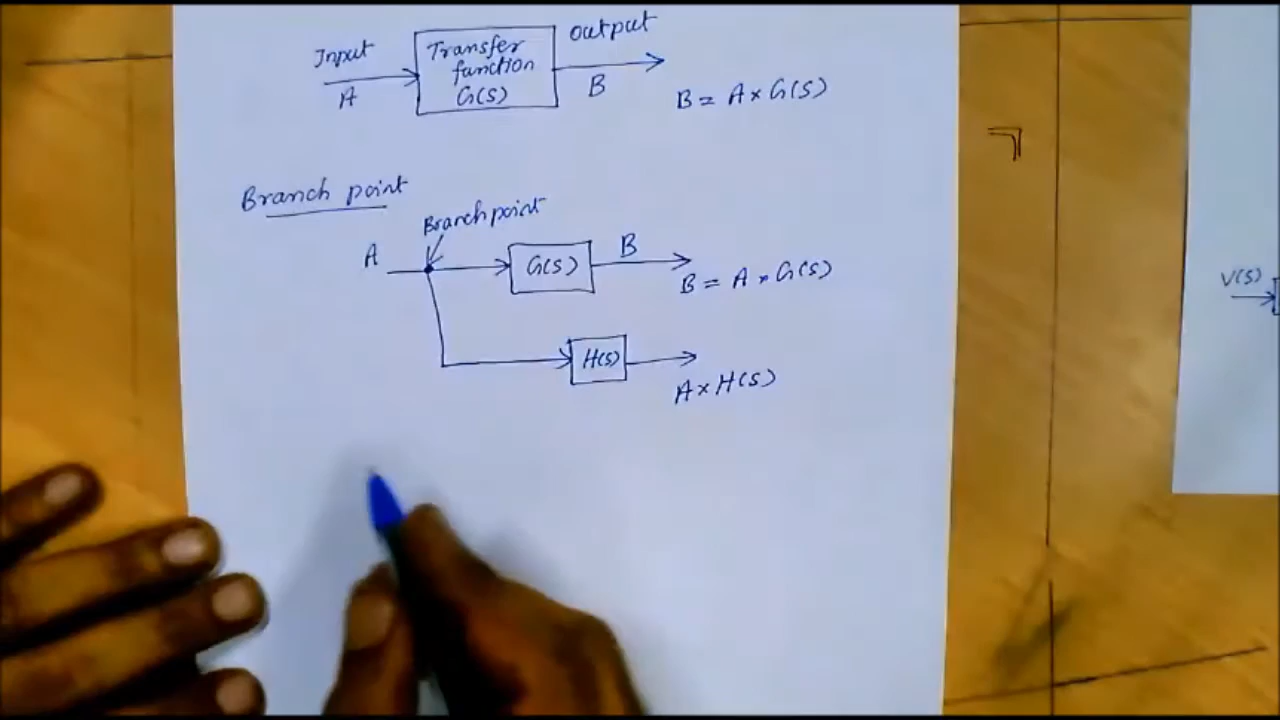 Input
A
Transfer
function
G(S)
output
B
B = A × G(S)
Branch point
Branch point
A
G(S)
B
B = A × G(S)
H(S)
A × H(S)
V(S)